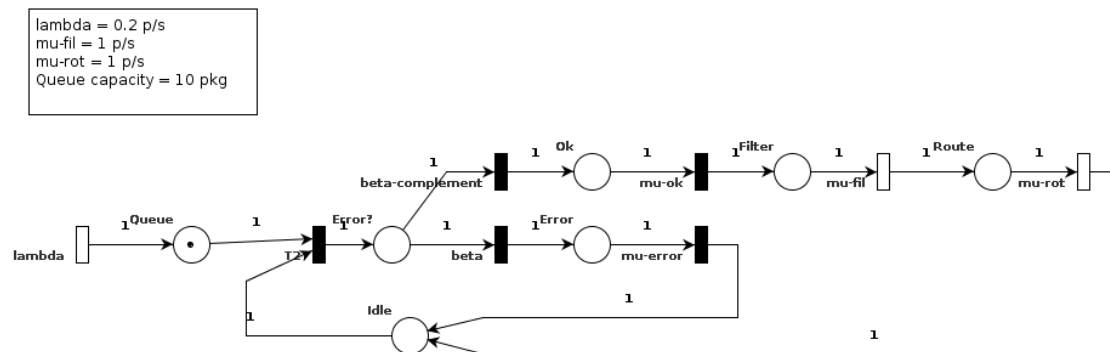 lambda = 0.2 p/s
mu-fil = 1 p/s
mu-rot = 1 p/s
Queue capacity = 10 pkg
1 beta-complement 1 Ok 1 mu-ok 1 Filter 1 mu-fil 1 Route 1 mu-rot
lambda 1 Queue 1 T2 1 Error? 1 beta 1 Error 1 mu-error
1 Idle 1 1